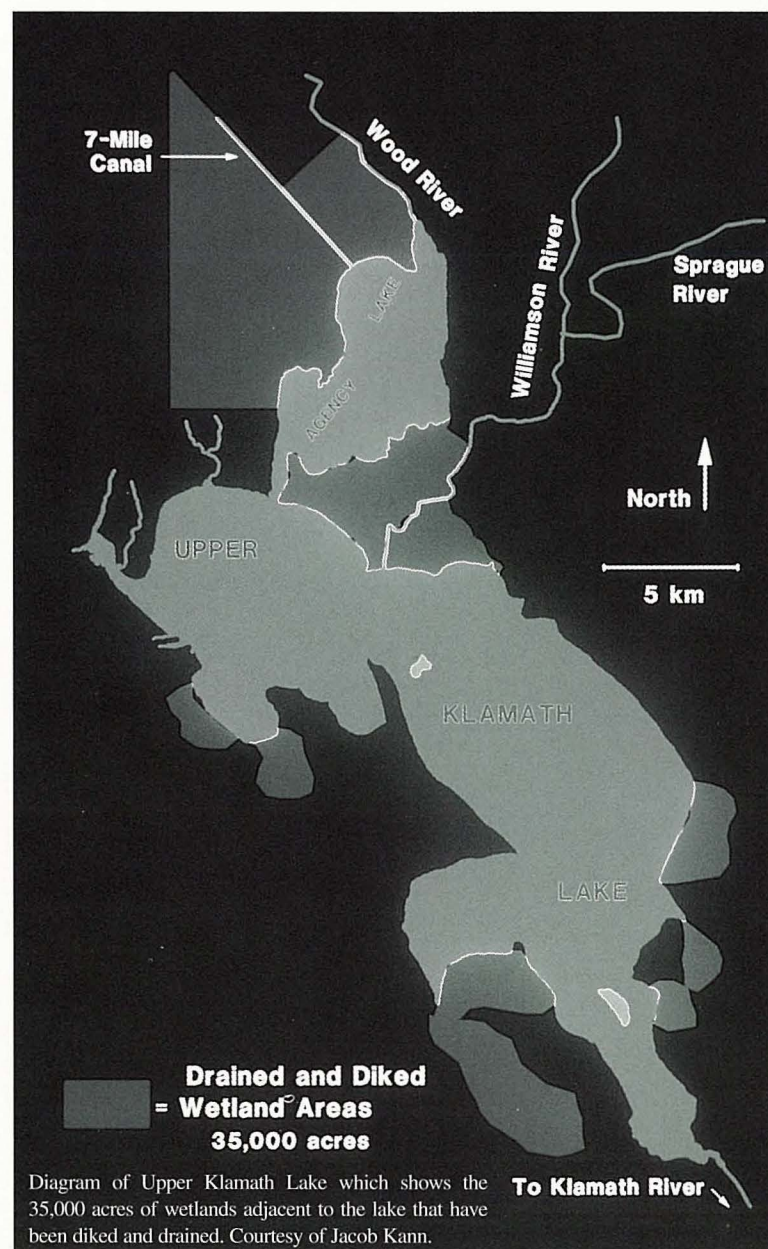 7-Mile
Canal
Wood River
Williamson River
Sprague
River
AGENCY
LAKE
North
UPPER
5 km
KLAMATH
LAKE
Drained and Diked
= Wetland Areas
35,000 acres
Diagram of Upper Klamath Lake which shows the
35,000 acres of wetlands adjacent to the lake that have
been diked and drained. Courtesy of Jacob Kann.
To Klamath River